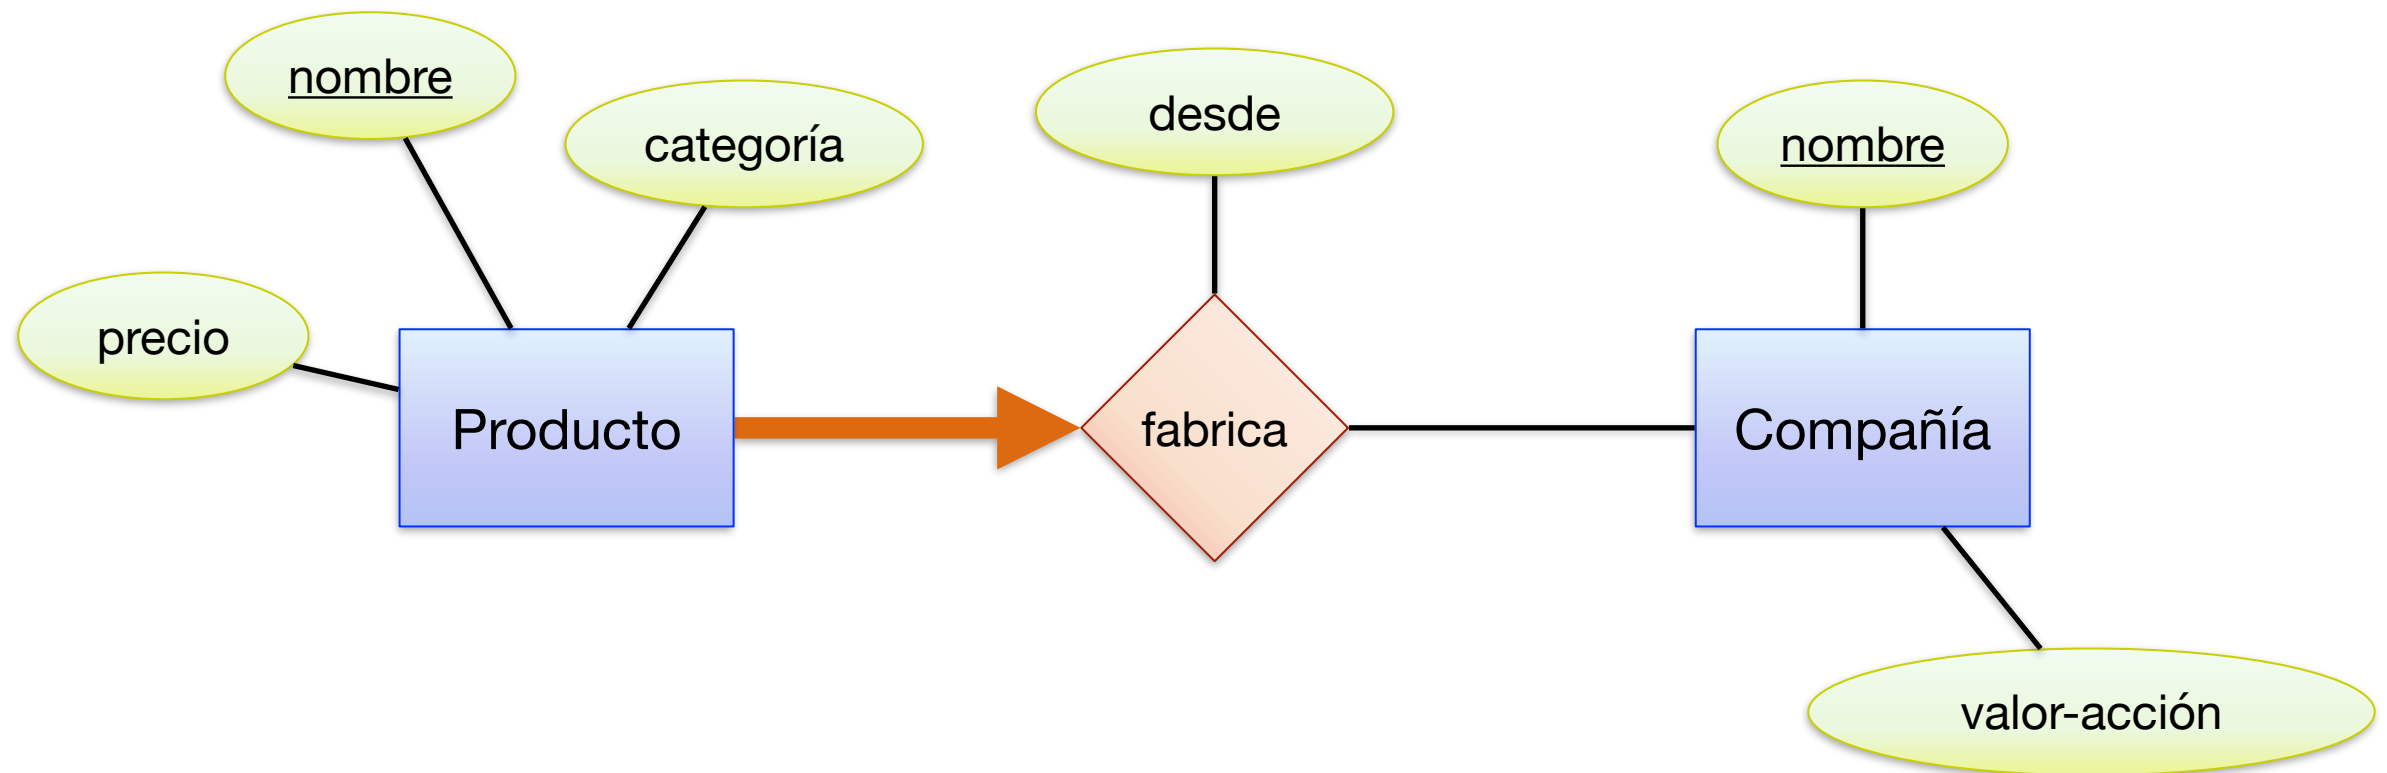 nombre
categoría
desde
nombre
precio
Producto
fabrica
Compañía
valor-acción